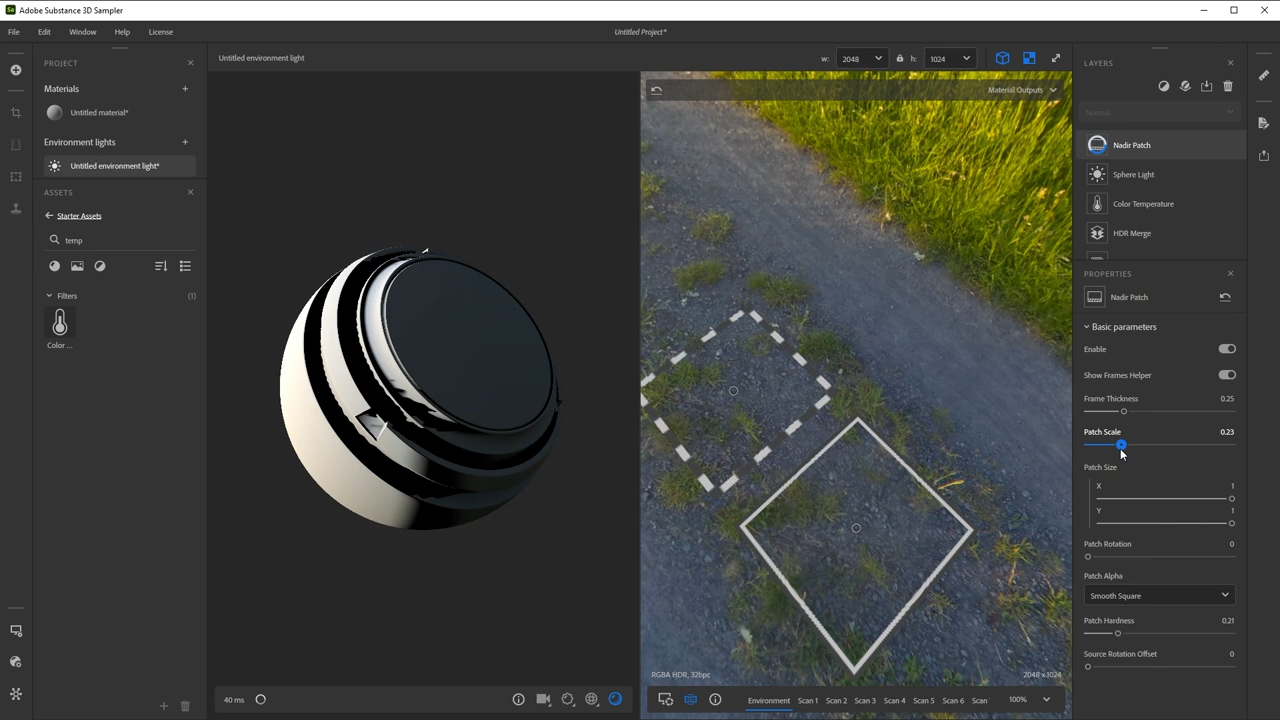 Sa Adobe Substance 3D Sampler
File Edit Window Help License
Untitled Project*
PROJECT
Materials
Untitled material*
Environment lights
Untitled environment light*
ASSETS
Starter Assets
temp
Filters (1)
Color ...
Untitled environment light
w: 2048 h: 1024
Material Outputs
40 ms
RGBA HDR, 32bpc
2048 x1024
Environment Scan 1 Scan 2 Scan 3 Scan 4 Scan 5 Scan 6 Scan
100%
LAYERS
Normal
Nadir Patch
Sphere Light
Color Temperature
HDR Merge
PROPERTIES
Nadir Patch
Basic parameters
Enable
Show Frames Helper
Frame Thickness 0.25
Patch Scale 0.23
Patch Size
X 1
Y 1
Patch Rotation 0
Patch Alpha
Smooth Square
Patch Hardness 0.21
Source Rotation Offset 0